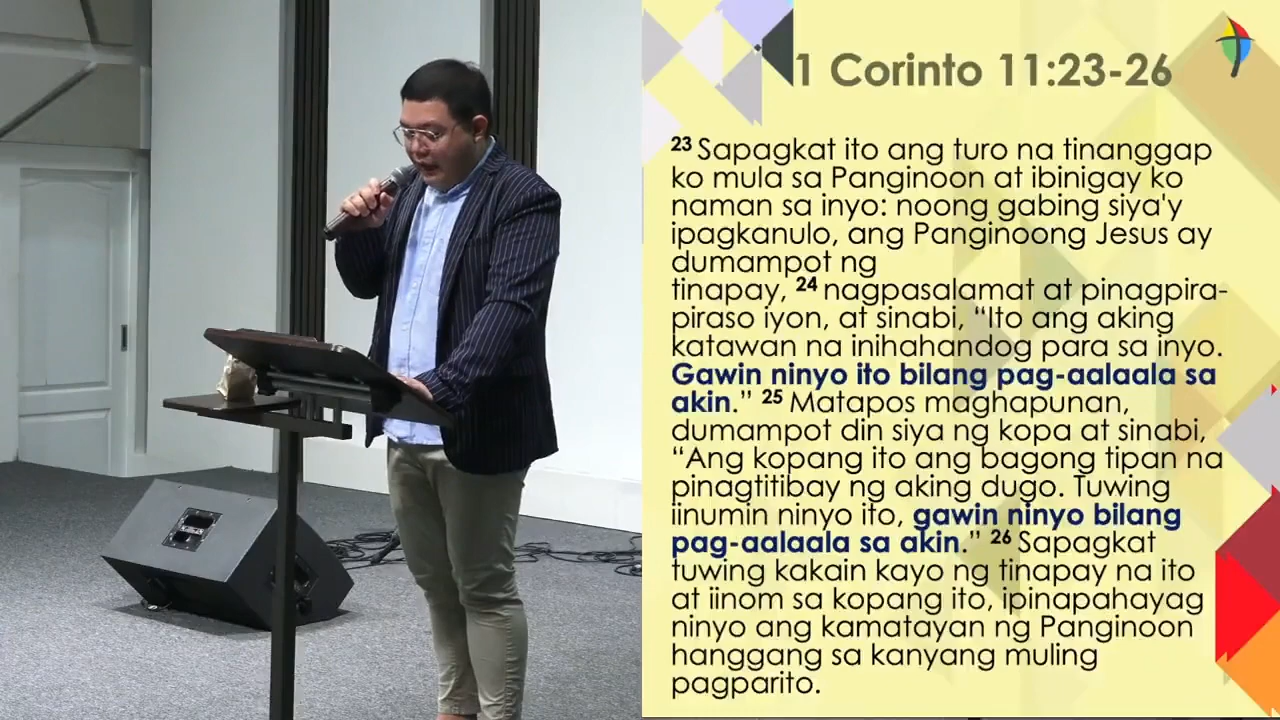 1 Corinto 11:23-26
23 Sapagkat ito ang turo na tinanggap
ko mula sa Panginoon at ibinigay ko
naman sa inyo: noong gabing siya'y
ipagkanulo, ang Panginoong Jesus ay
dumampot ng
tinapay, 24 nagpasalamat at pinagpira-
piraso iyon, at sinabi, “Ito ang aking
katawan na inihahandog para sa inyo.
Gawin ninyo ito bilang pag-aalaala sa
akin.” 25 Matapos maghapunan,
dumampot din siya ng kopa at sinabi,
“Ang kopang ito ang bagong tipan na
pinagtitibay ng aking dugo. Tuwing
iinumin ninyo ito, gawin ninyo bilang
pag-aalaala sa akin.” 26 Sapagkat
tuwing kakain kayo ng tinapay na ito
at iinom sa kopang ito, ipinapahayag
ninyo ang kamatayan ng Panginoon
hanggang sa kanyang muling
pagparito.